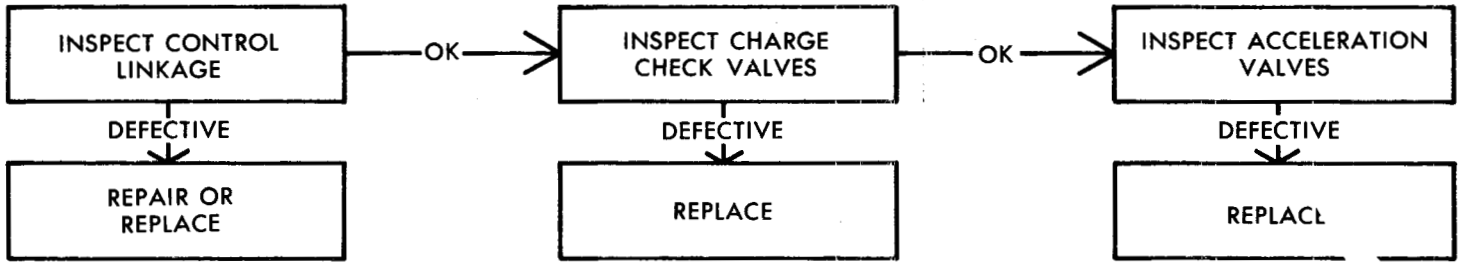 INSPECT CONTROL
LINKAGE
OK
INSPECT CHARGE
CHECK VALVES
OK
INSPECT ACCELERATION
VALVES
DEFECTIVE
DEFECTIVE
DEFECTIVE
REPAIR OR
REPLACE
REPLACE
REPLACE